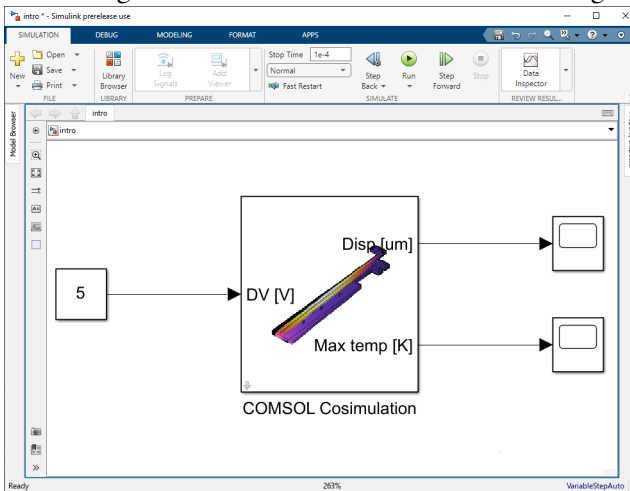 intro * - Simulink prerelease use
SIMULATION DEBUG MODELING FORMAT APPS
New
Open
Save
Print
FILE
Library
Browser
LIBRARY
Log
Signals
Add
Viewer
PREPARE
Stop Time 1e-4
Normal
Fast Restart
Step
Back
Run
Step
Forward
Stop
SIMULATE
Data
Inspector
REVIEW RESUL...
Model Browser
intro
intro
5
DV [V]
Disp [um]
Max temp [K]
COMSOL Cosimulation
Ready 263% VariableStepAuto